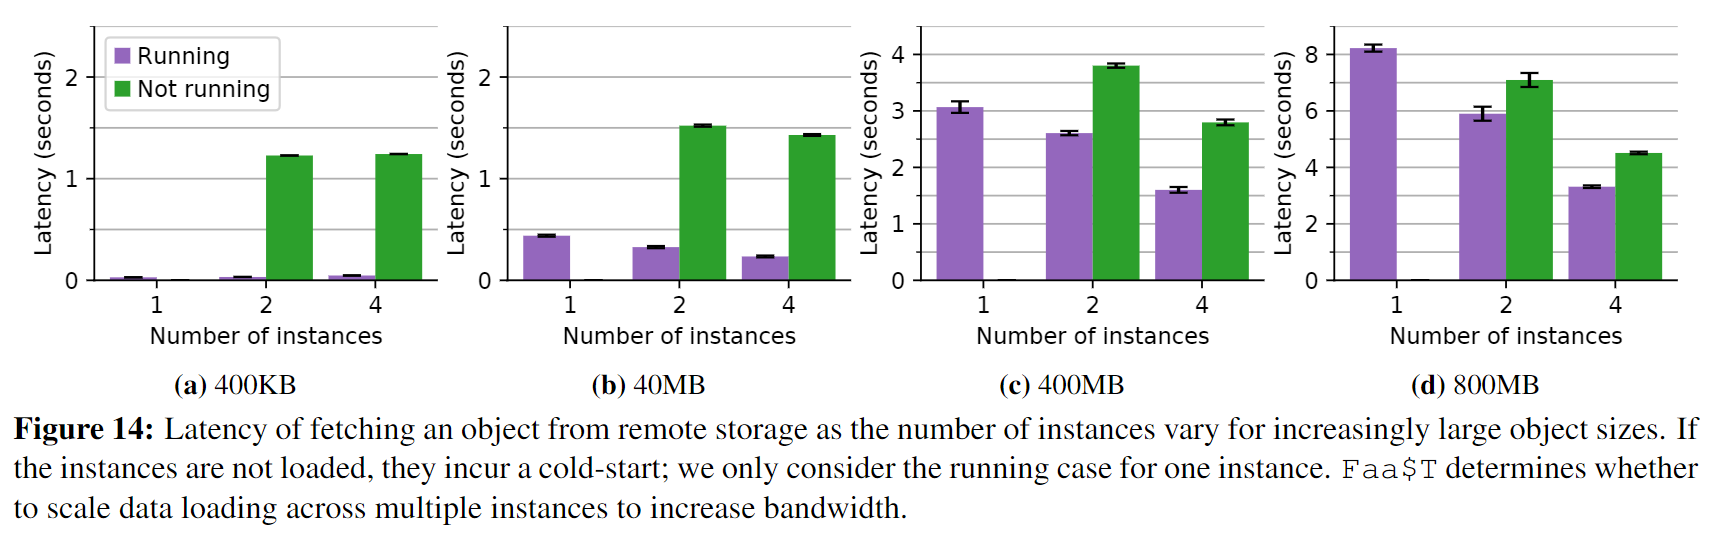 Running
Not running
Latency (seconds)
2
1
0
1 2 4
Number of instances
(a) 400KB
Latency (seconds)
2
1
0
1 2 4
Number of instances
(b) 40MB
Latency (seconds)
4
3
2
1
0
1 2 4
Number of instances
(c) 400MB
Latency (seconds)
8
6
4
2
0
1 2 4
Number of instances
(d) 800MB
Figure 14: Latency of fetching an object from remote storage as the number of instances vary for increasingly large object sizes. If
the instances are not loaded, they incur a cold-start; we only consider the running case for one instance. Faa$T determines whether
to scale data loading across multiple instances to increase bandwidth.